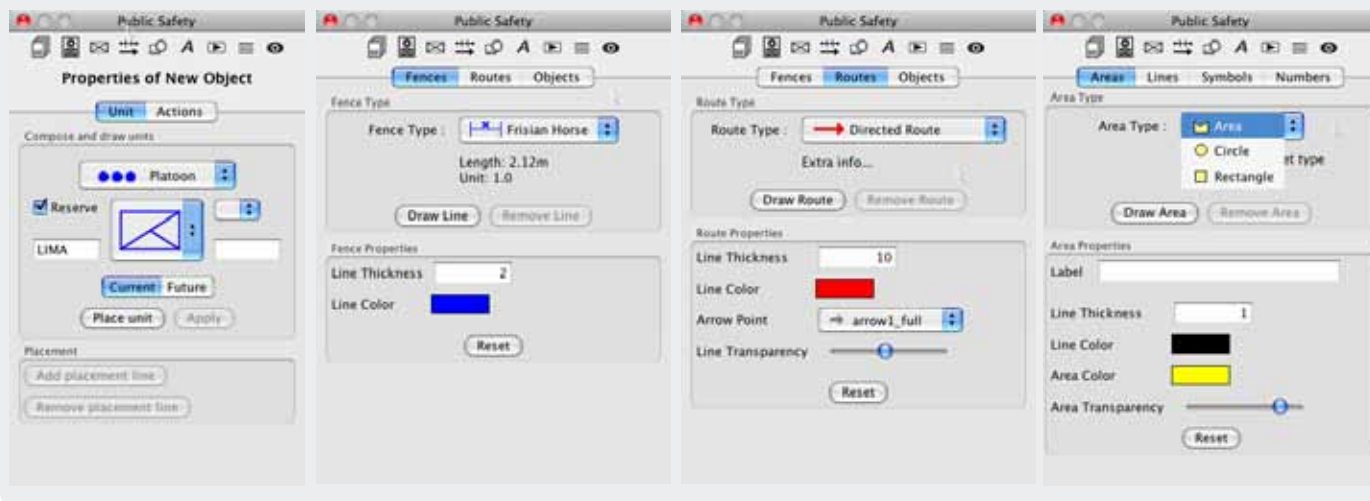 Public Safety
A
Properties of New Object
Unit Actions
Compose and draw units
Platoon
Reserve
LIMA
Current Future
Place unit Apply
Placement
Add placement line
Remove placement line
Public Safety
A
Fences Routes Objects
Fence Type
Fence Type : Frisian Horse
Length: 2.12m
Unit: 1.0
Draw Line Remove Line
Fence Properties
Line Thickness 2
Line Color
Reset
Public Safety
A
Fences Routes Objects
Route Type
Route Type : Directed Route
Extra info...
Draw Route Remove Route
Route Properties
Line Thickness 10
Line Color
Arrow Point arrow1_full
Line Transparency
Reset
Public Safety
A
Areas Lines Symbols Numbers
Area Type
Area Type : Area
Circle
type
Rectangle
Draw Area Remove Area
Area Properties
Label
Line Thickness 1
Line Color
Area Color
Area Transparency
Reset